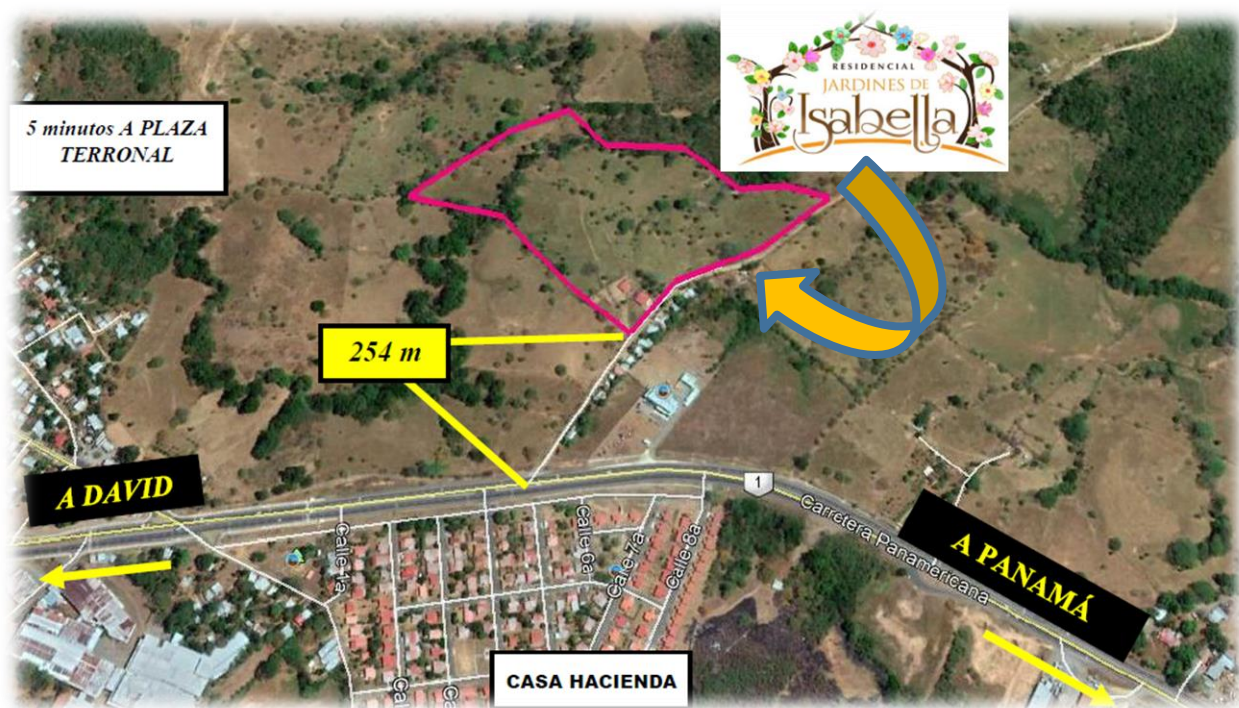 RESIDENCIAL
JARDINES DE
Isabella
5 minutos A PLAZA
TERRONAL
254 m
A DAVID
1
Carretera Panamericana
A PANAMÁ
Calle 1a
Calle 6a
Calle 7a
Calle 8a
CASA HACIENDA